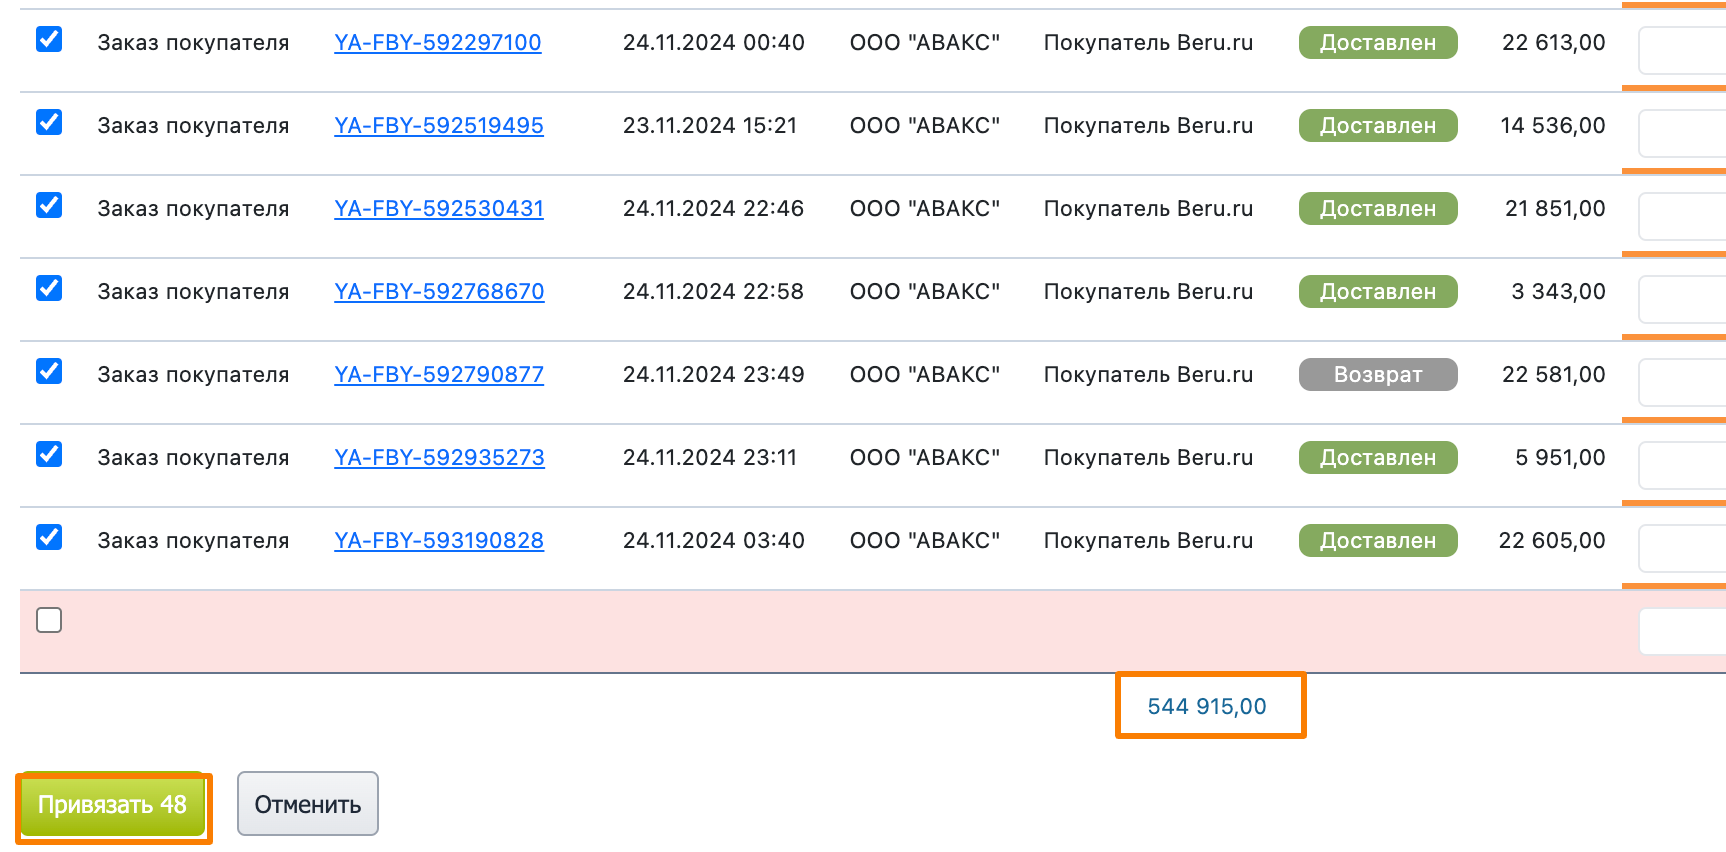 Заказ покупателя YA-FBY-592297100 24.11.2024 00:40 ООО "АВАКС" Покупатель Beru.ru Доставлен 22 613,00
Заказ покупателя YA-FBY-592519495 23.11.2024 15:21 ООО "АВАКС" Покупатель Beru.ru Доставлен 14 536,00
Заказ покупателя YA-FBY-592530431 24.11.2024 22:46 ООО "АВАКС" Покупатель Beru.ru Доставлен 21 851,00
Заказ покупателя YA-FBY-592768670 24.11.2024 22:58 ООО "АВАКС" Покупатель Beru.ru Доставлен 3 343,00
Заказ покупателя YA-FBY-592790877 24.11.2024 23:49 ООО "АВАКС" Покупатель Beru.ru Возврат 22 581,00
Заказ покупателя YA-FBY-592935273 24.11.2024 23:11 ООО "АВАКС" Покупатель Beru.ru Доставлен 5 951,00
Заказ покупателя YA-FBY-593190828 24.11.2024 03:40 ООО "АВАКС" Покупатель Beru.ru Доставлен 22 605,00
544 915,00
Привязать 48 Отменить